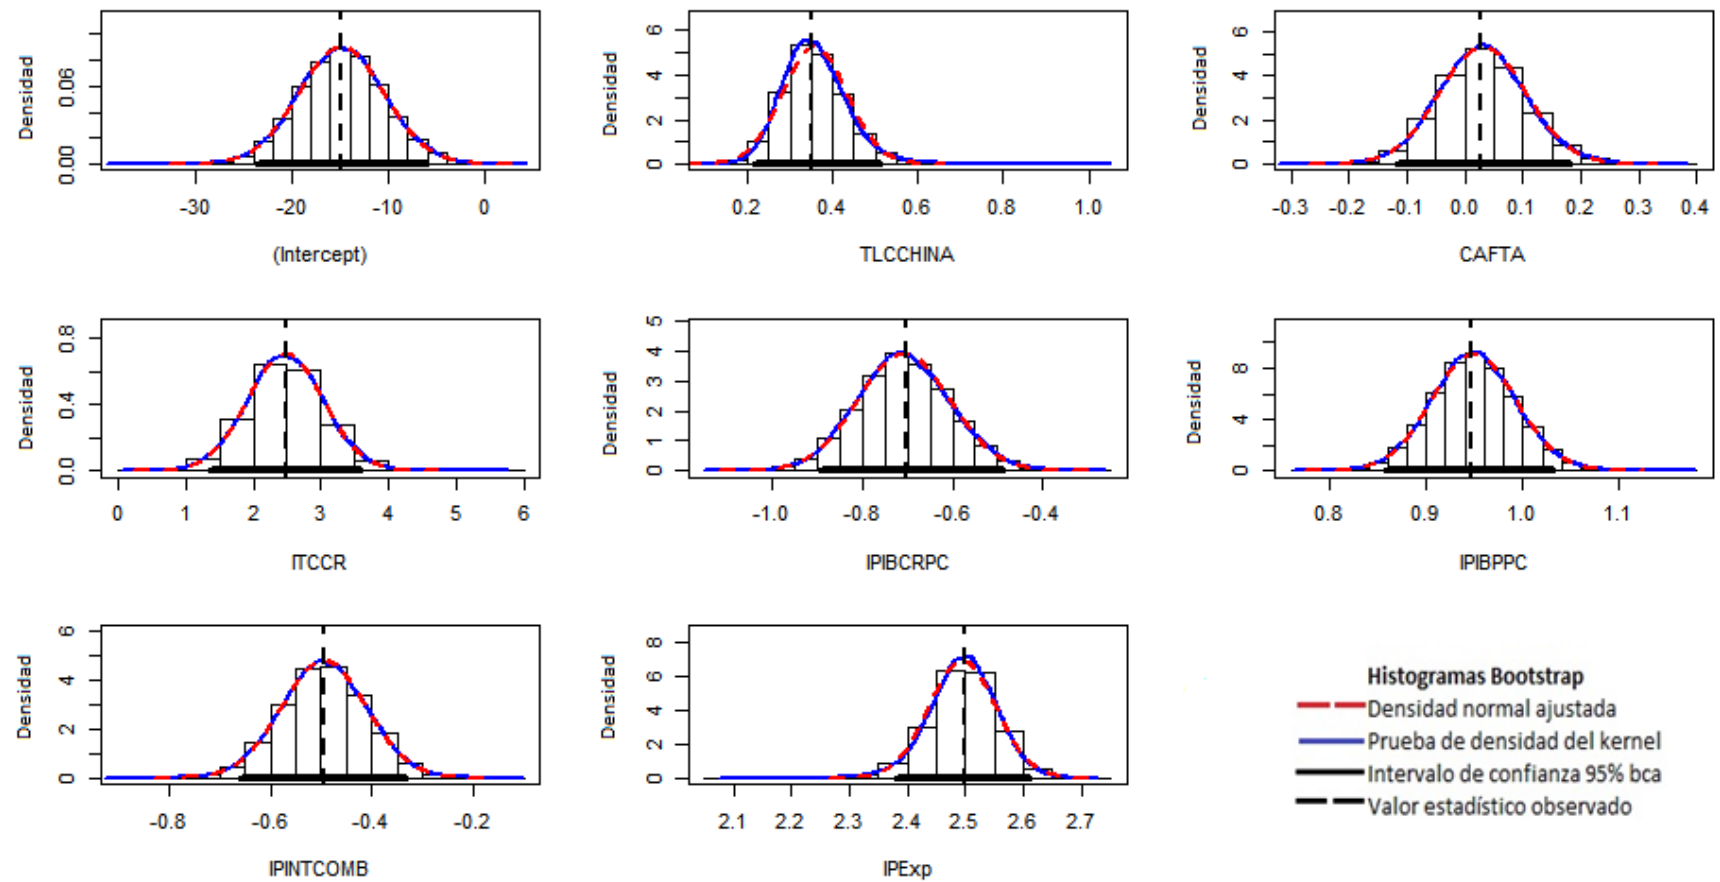 Densidad
0.00 0.06
-30 -20 -10 0
(Intercept)
Densidad
0 2 4 6
0.2 0.4 0.6 0.8 1.0
TLCCHINA
Densidad
0 2 4 6
-0.3 -0.2 -0.1 0.0 0.1 0.2 0.3 0.4
CAFTA
Densidad
0.0 0.4 0.8
0 1 2 3 4 5 6
ITCCR
Densidad
0 1 2 3 4 5
-1.0 -0.8 -0.6 -0.4
IPIBCRPC
Densidad
0 4 8
0.8 0.9 1.0 1.1
IPIBPPC
Densidad
0 2 4 6
-0.8 -0.6 -0.4 -0.2
IPINTCOMB
Densidad
0 2 4 6 8
2.1 2.2 2.3 2.4 2.5 2.6 2.7
IPExp
Histogramas Bootstrap
Densidad normal ajustada
Prueba de densidad del kernel
Intervalo de confianza 95% bca
Valor estadístico observado